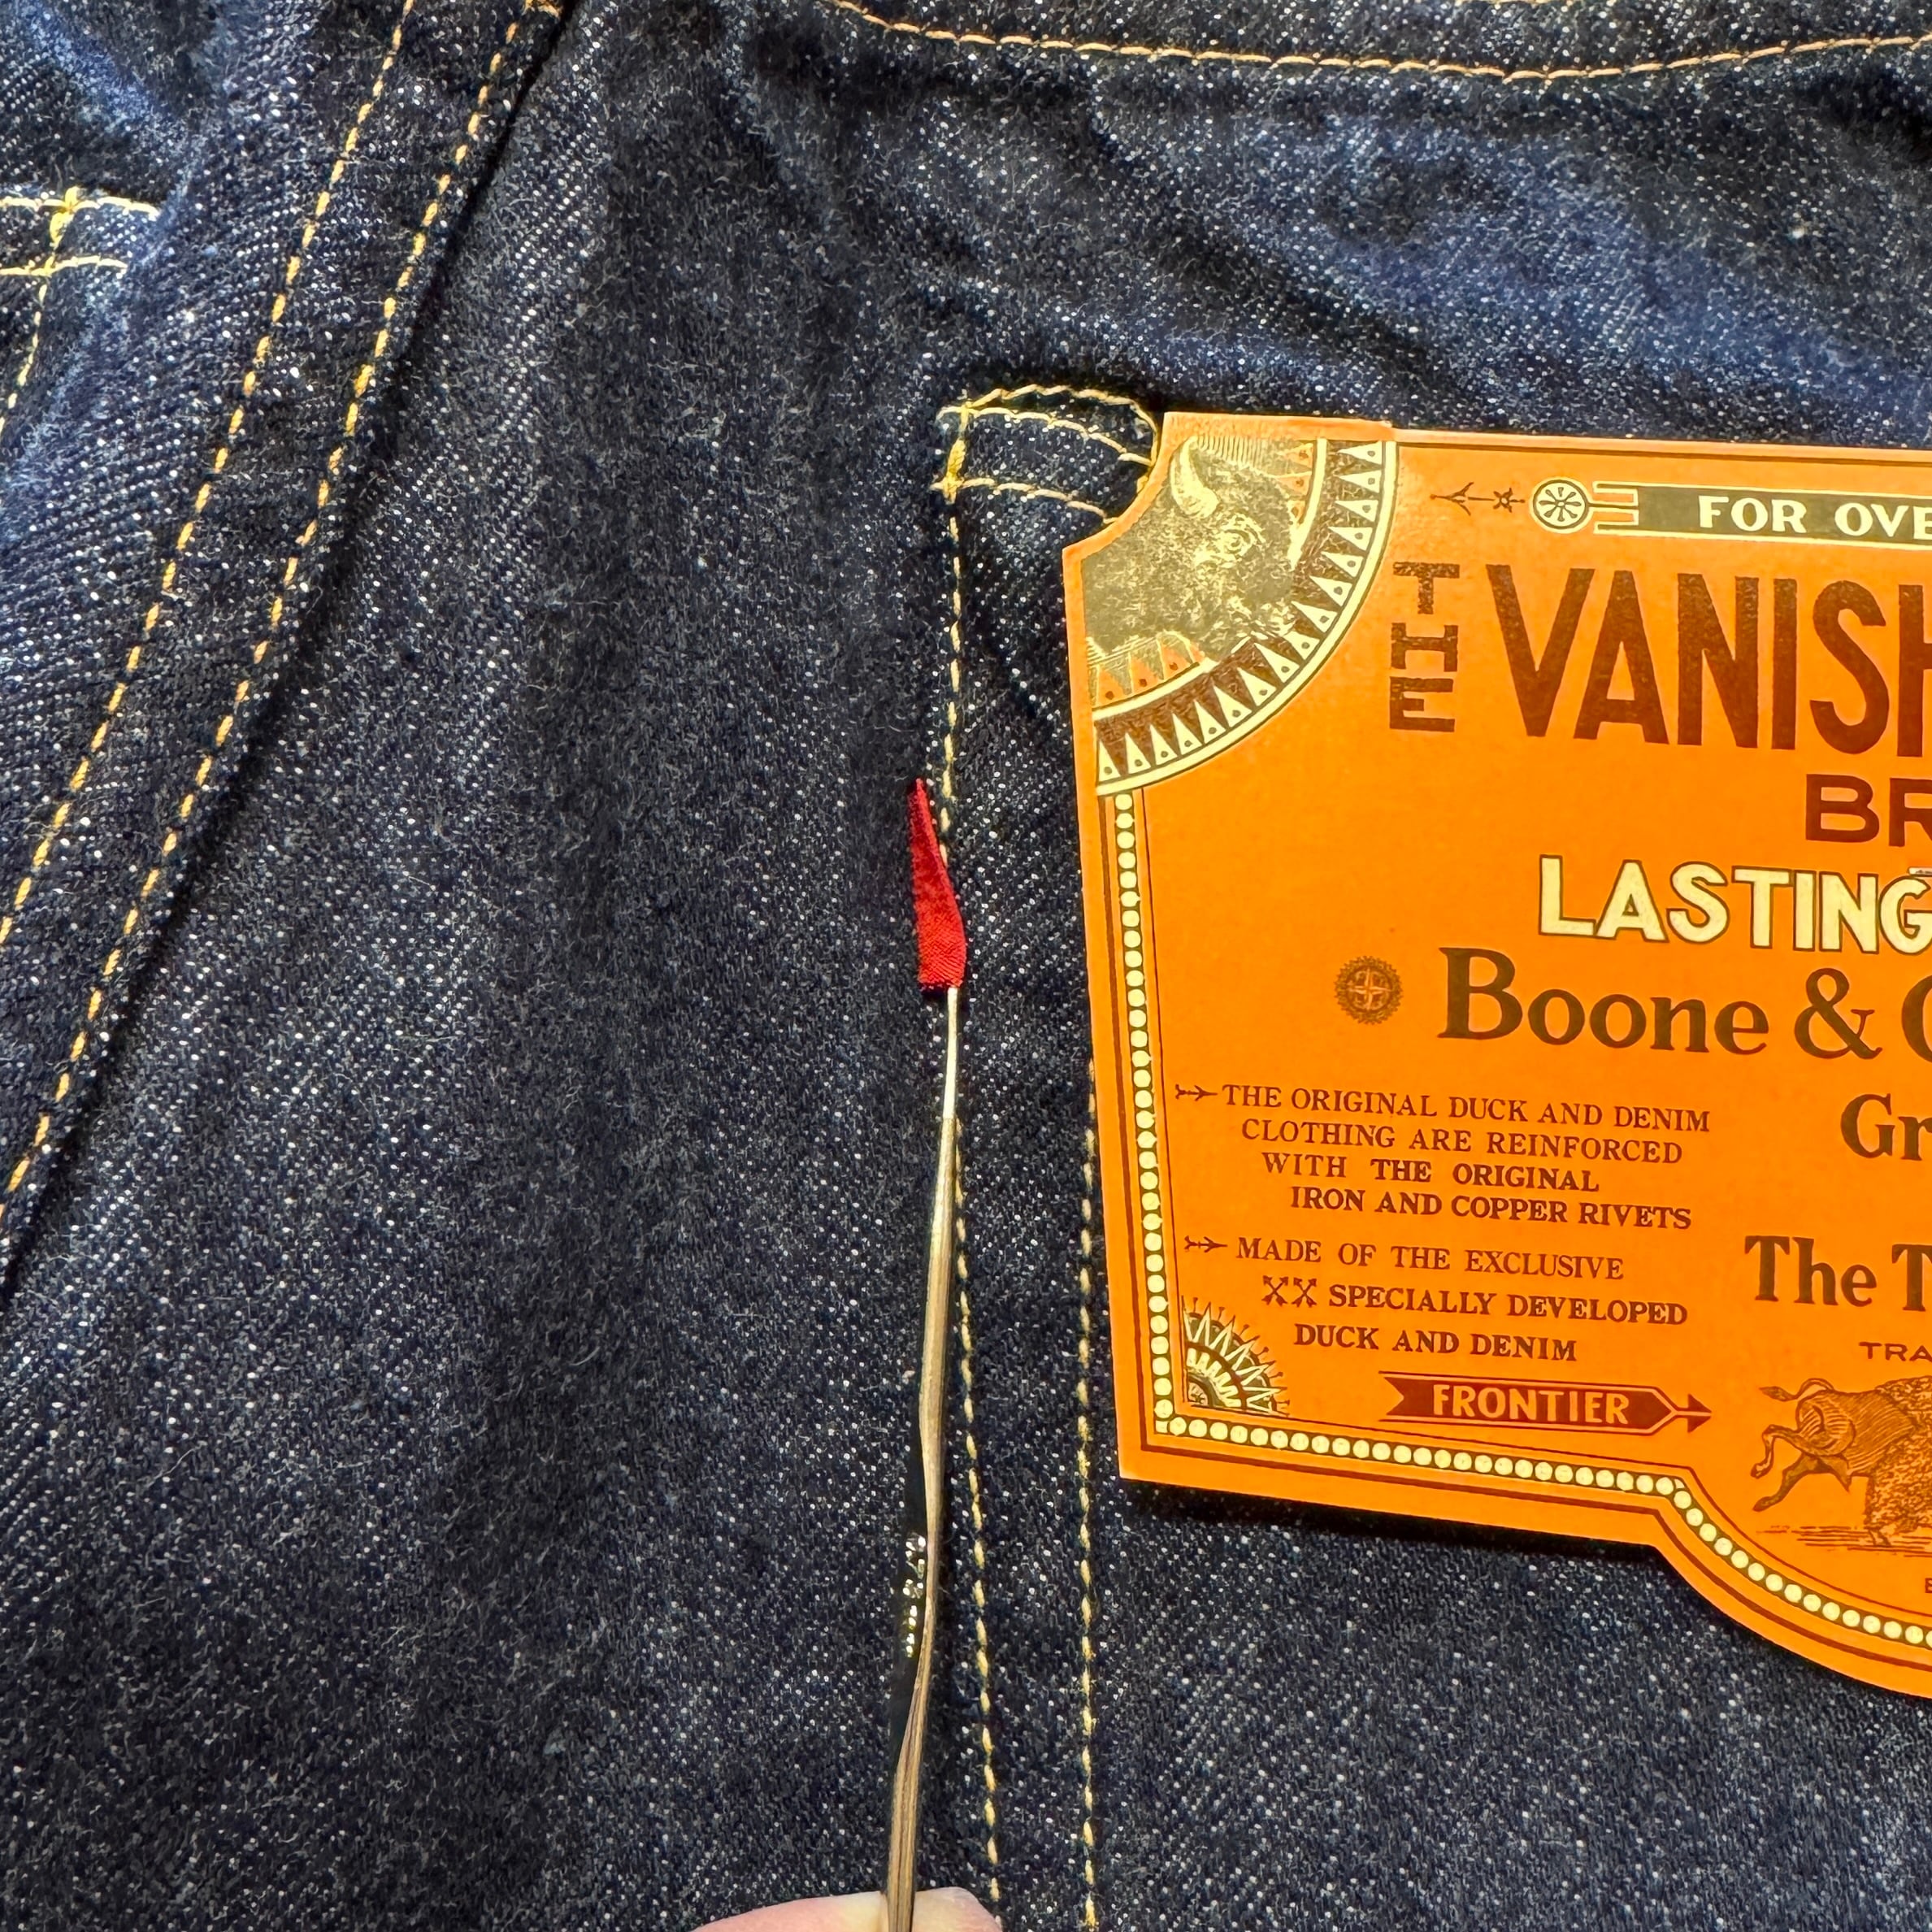 FOR OVE
THE VANISH
BR
LASTING
Boone & C
THE ORIGINAL DUCK AND DENIM
CLOTHING ARE REINFORCED
WITH THE ORIGINAL
IRON AND COPPER RIVETS
Gr
MADE OF THE EXCLUSIVE
XX SPECIALLY DEVELOPED
DUCK AND DENIM
The T
TRA
FRONTIER